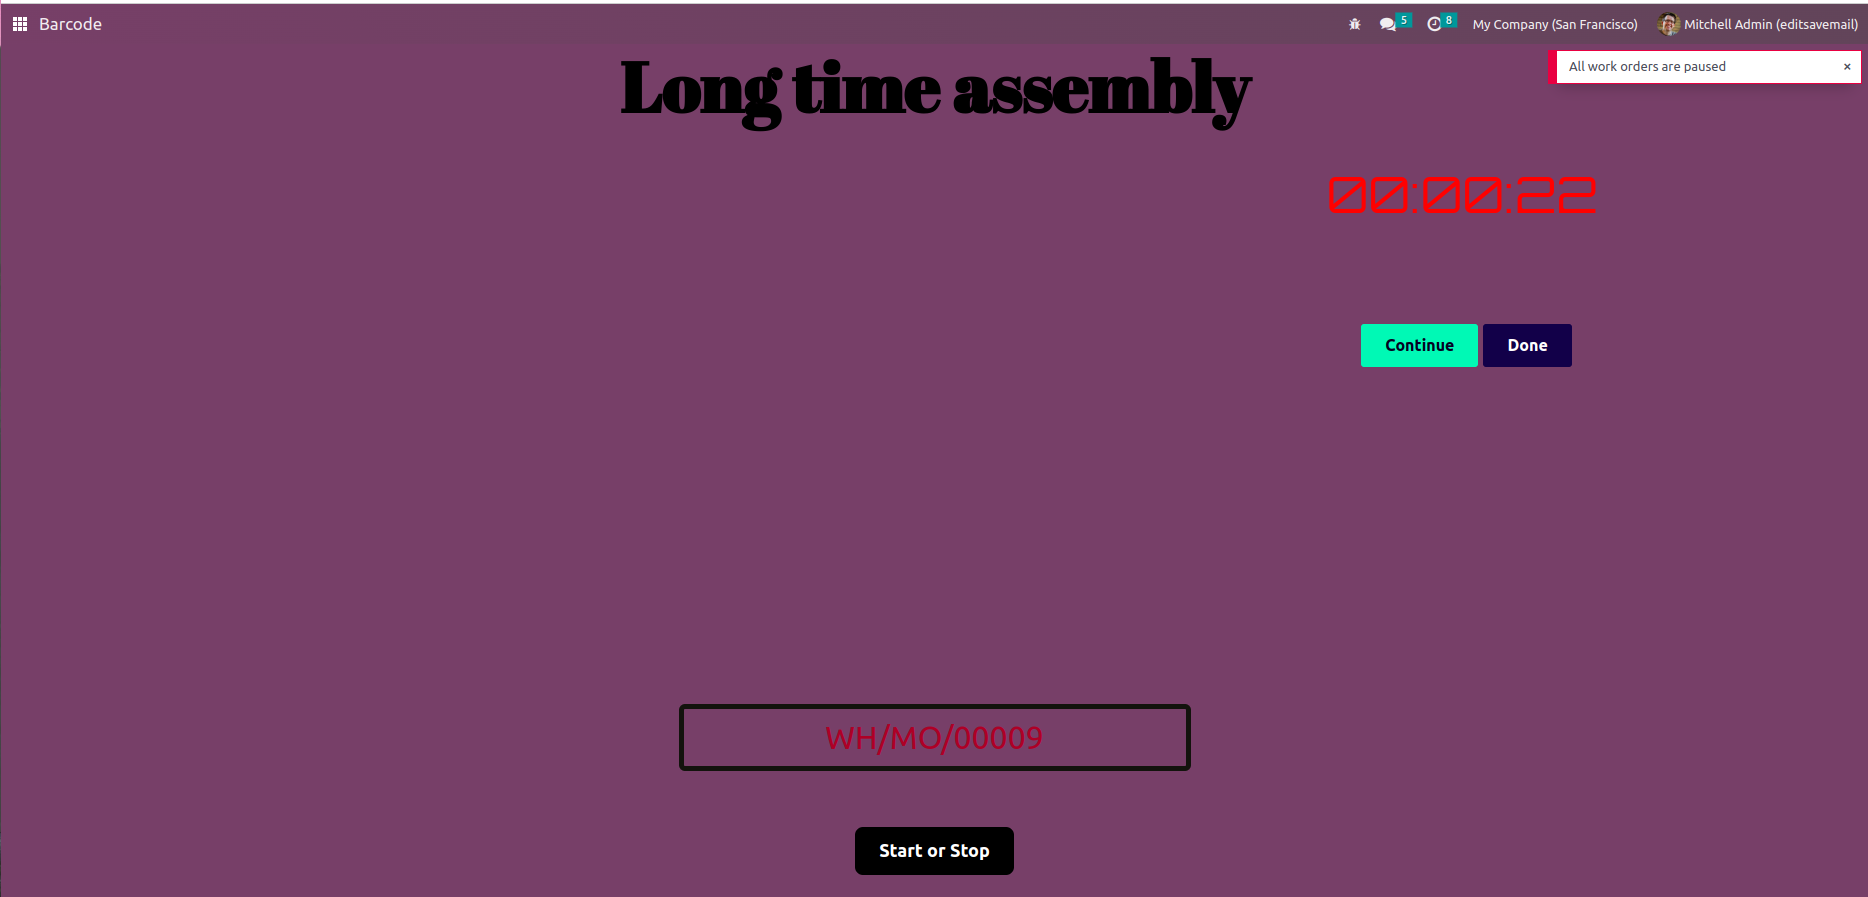 Barcode
5
8
My Company (San Francisco)
Mitchell Admin (editsavemail)
All work orders are paused
×
Long time assembly
00:00:22
Continue
Done
WH/MO/00009
Start or Stop